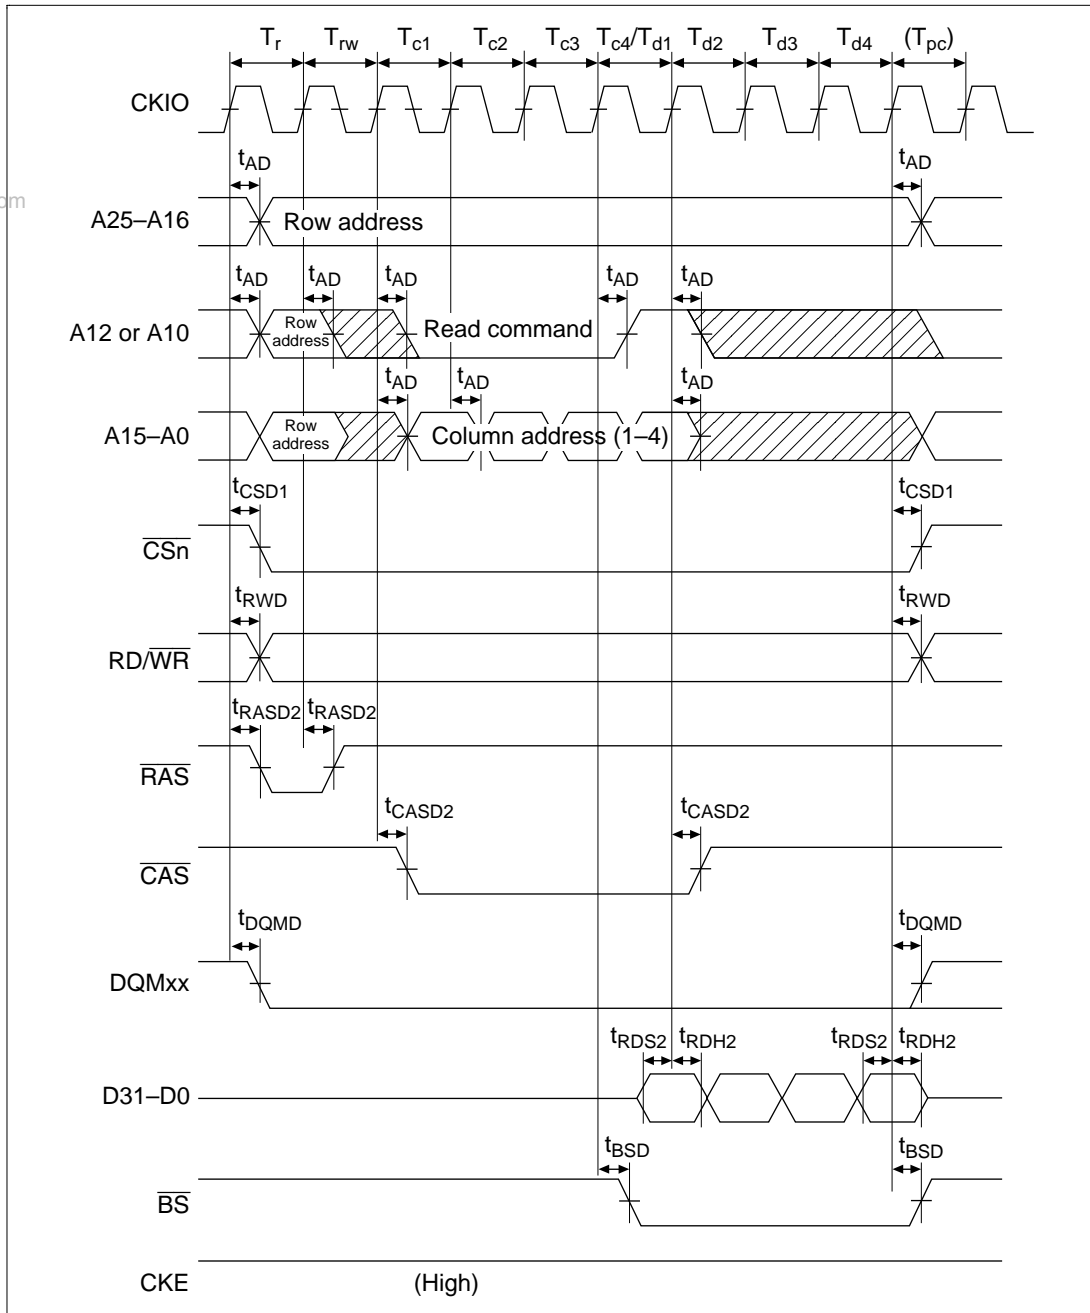 Tr Trw Tc1 Tc2 Tc3 Tc4/Td1 Td2 Td3 Td4 (Tpc)
CKIO
tAD tAD
om
A25–A16 Row address
tAD tAD tAD tAD tAD
A12 or A10 Row address Read command
tAD tAD tAD
A15–A0 Row address Column address (1–4)
tCSD1 tCSD1
CSn
tRWD tRWD
RD/WR
tRASD2 tRASD2
RAS
tCASD2 tCASD2
CAS
tDQMD tDQMD
DQMxx
tRDS2 tRDH2 tRDS2 tRDH2
D31–D0
tBSD tBSD
BS
CKE (High)